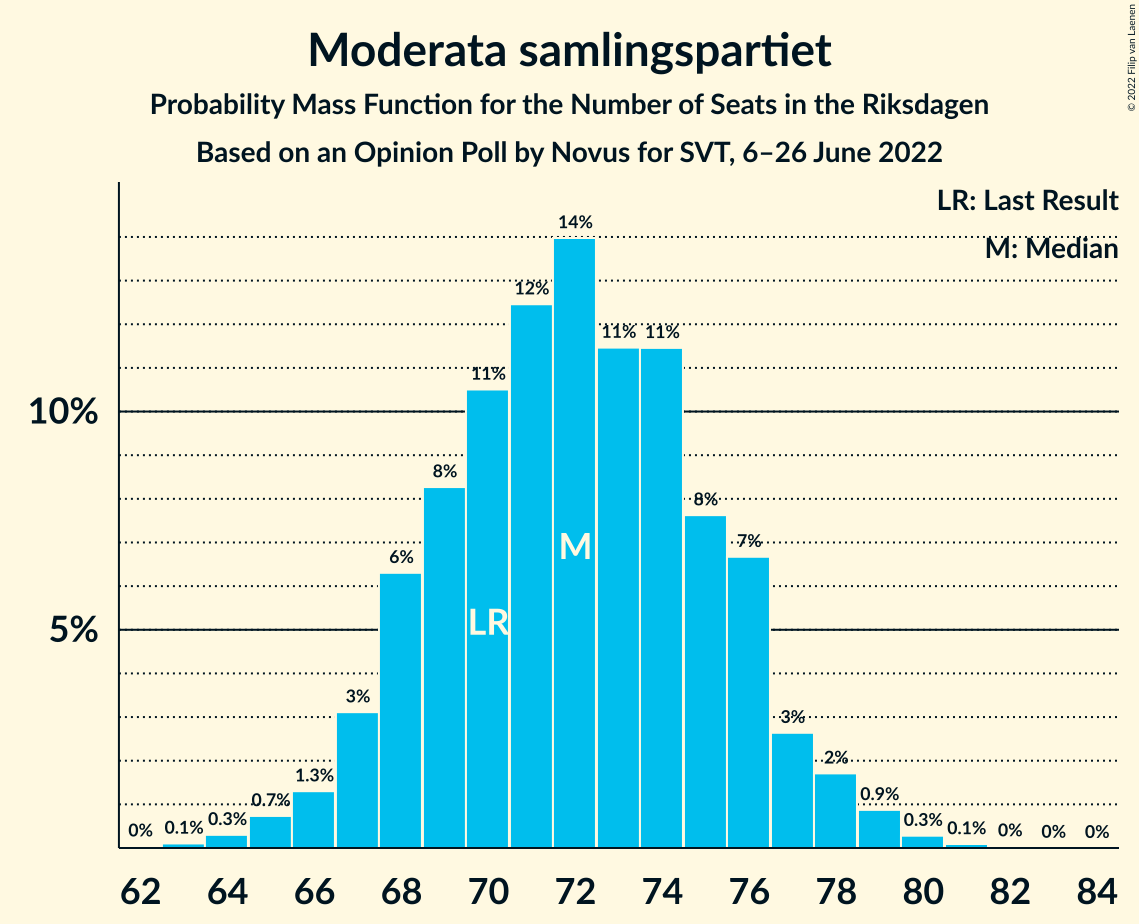 Moderata samlingspartiet
Probability Mass Function for the Number of Seats in the Riksdagen
Based on an Opinion Poll by Novus for SVT, 6–26 June 2022
© 2022 Filip van Laenen
LR: Last Result
M: Median
10%
5%
0%
0.1%
0.3%
0.7%
1.3%
3%
6%
8%
11%
12%
14%
11%
11%
8%
7%
3%
2%
0.9%
0.3%
0.1%
0%
0%
0%
LR
M
62 64 66 68 70 72 74 76 78 80 82 84